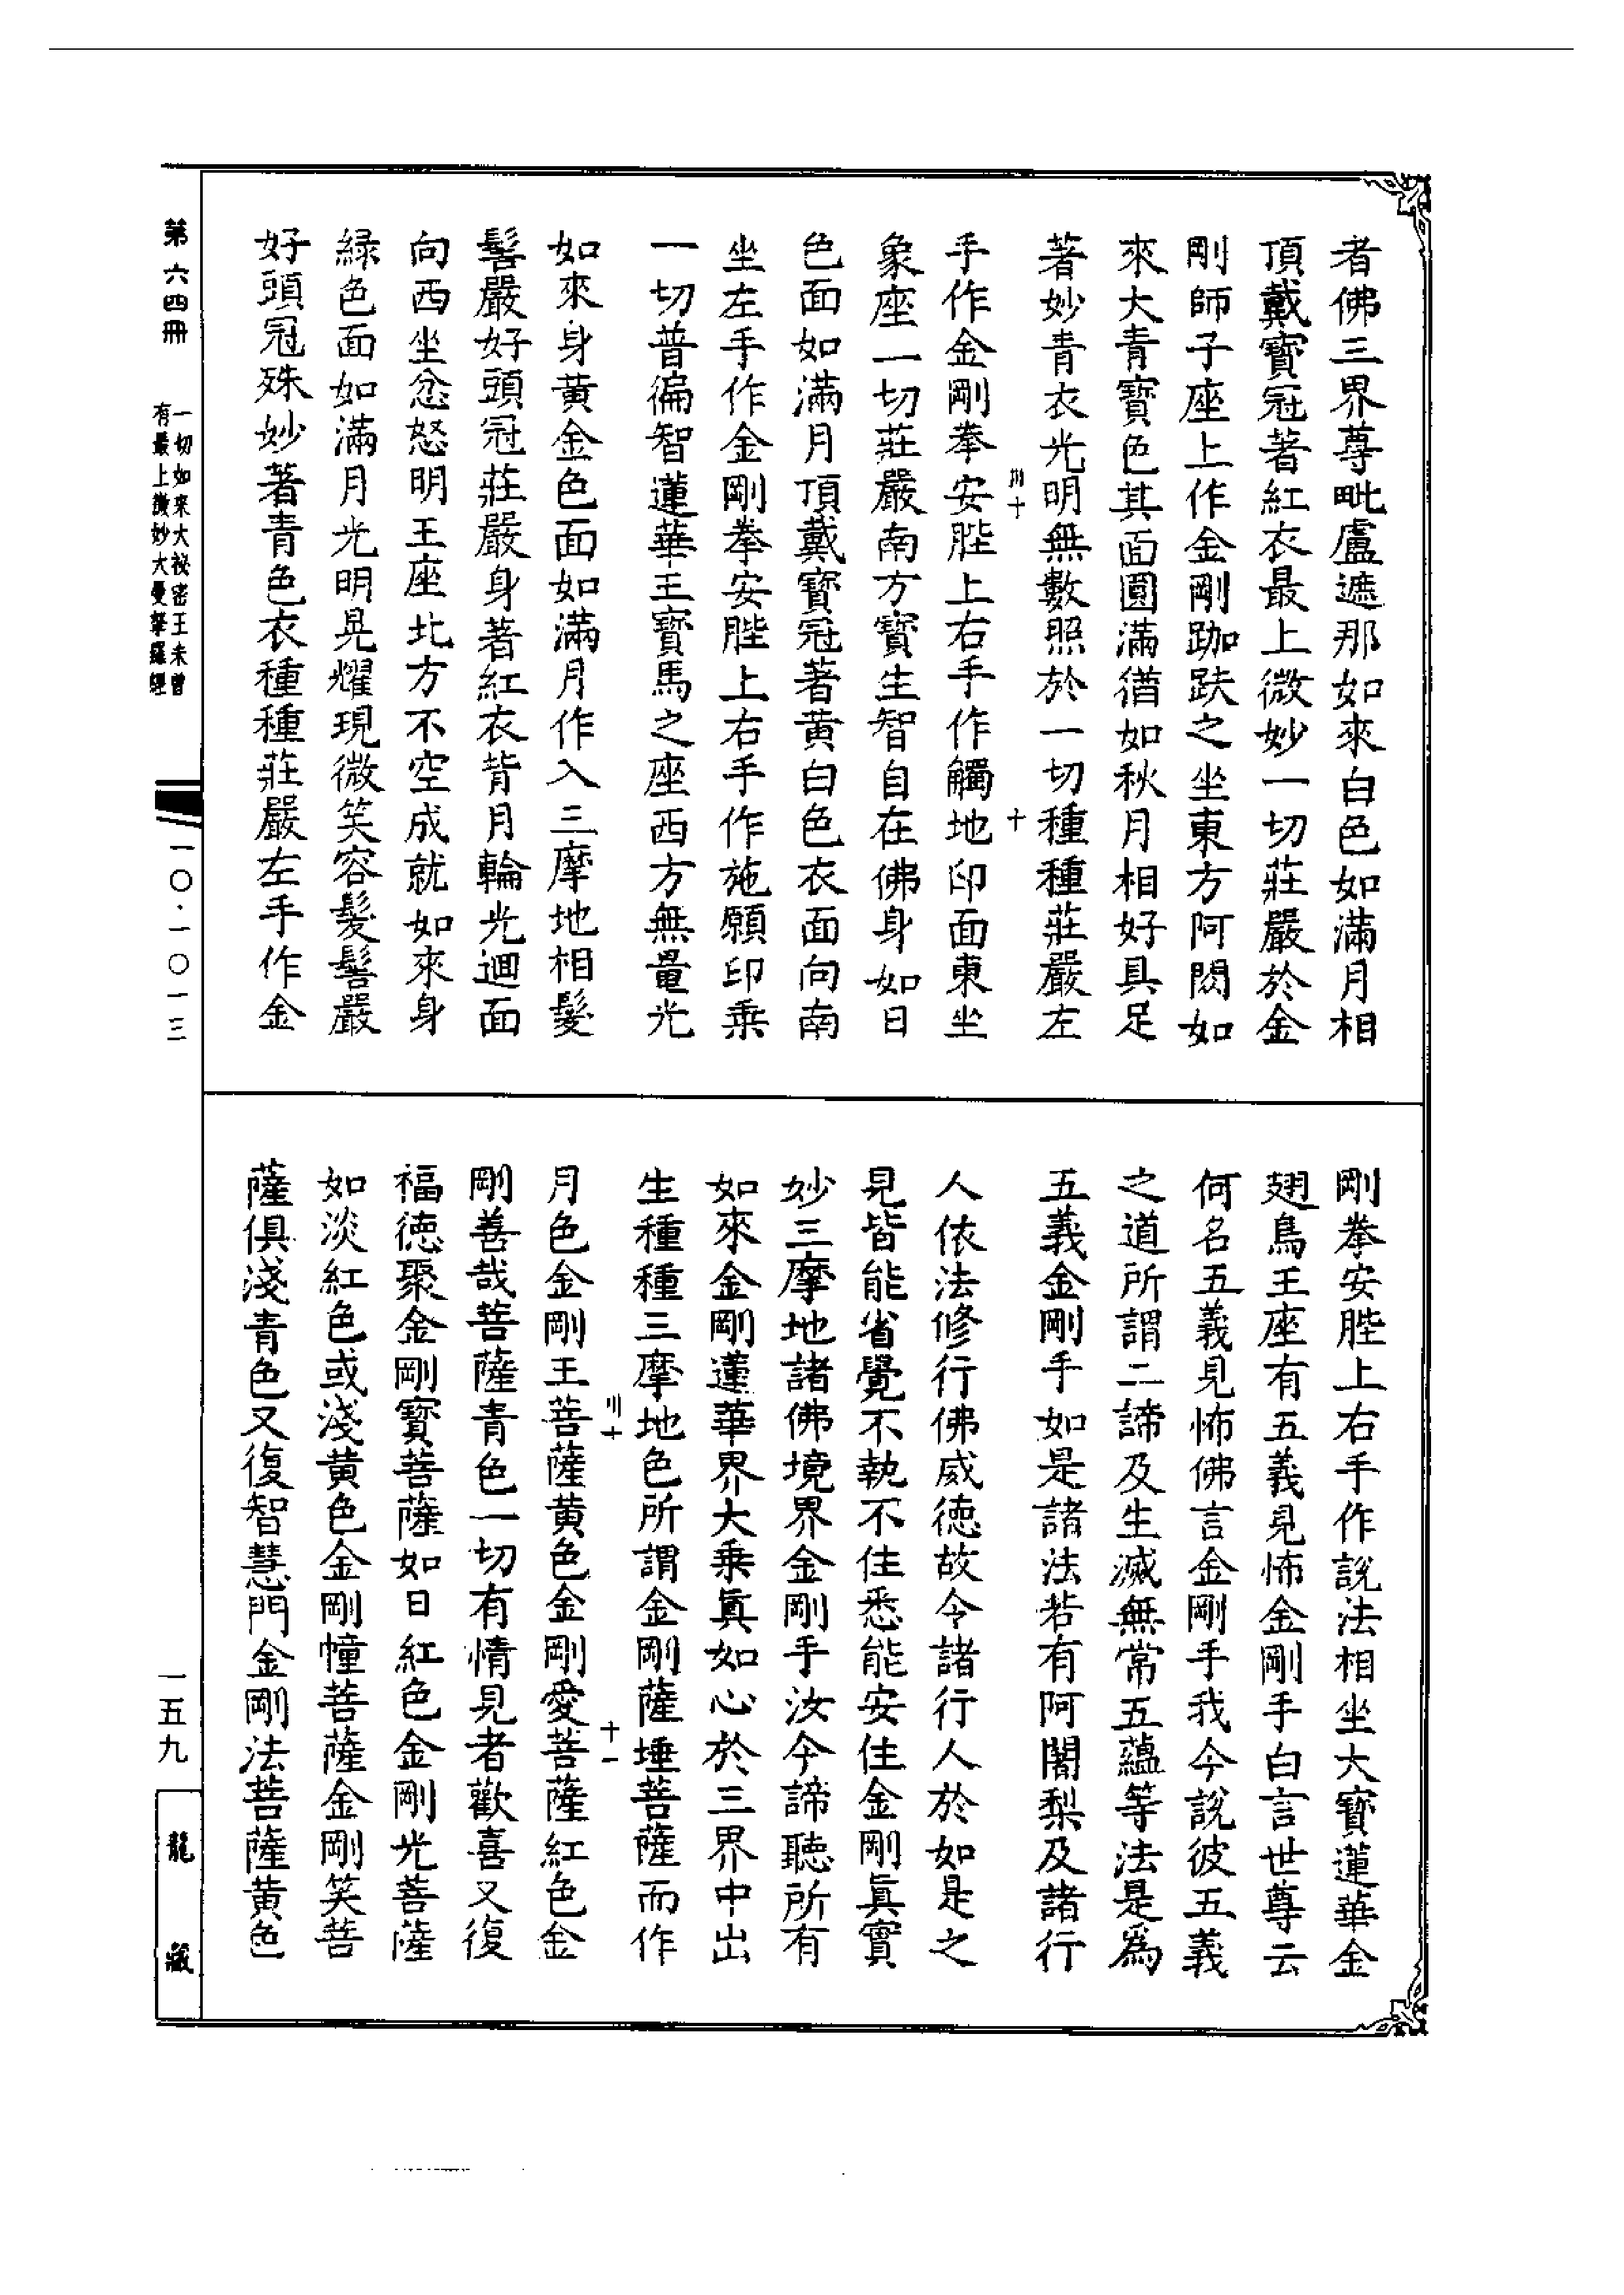 者佛三界尊毗盧遮那如來白色如滿月相
頂戴寶冠著紅衣最上微妙一切莊嚴於金
剛師子座上作金剛跏趺之坐東方阿閦如
來大青寶色其面圓滿猶如秋月相好具足
著妙青衣光明無數照於一切種種莊嚴左
卅十 十
手作金剛拳安䏶上右手作觸地印面東坐
象座一切莊嚴南方寶生智自在佛身如日
色面如滿月頂戴寶冠著黃白色衣面向南
坐左手作金剛拳安䏶上右手作施願印乘
一切普徧智蓮華王寶馬之座西方無量光
如來身黃金色面如滿月作入三摩地相髮
髻嚴好頭冠莊嚴身著紅衣背月輪光迴面
向西坐忿怒明王座北方不空成就如來身
綠色面如滿月光明晃耀現微笑容髮髻嚴
好頭冠殊妙著青色衣種種莊嚴左手作金
剛拳安䏶上右手作說法相坐大寶蓮華金
翅鳥王座有五義見怖金剛手白言世尊云
何名五義見怖佛言金剛手我今說彼五義
之道所謂二諦及生滅無常五蘊等法是爲
五義金剛手如是諸法若有阿闍梨及諸行
人依法修行佛威德故令諸行人於如是之
見皆能省覺不執不住悉能安住金剛眞實
妙三摩地諸佛境界金剛手汝今諦聽所有
如來金剛蓮華界大乘眞如心於三界中出
生種種三摩地色所謂金剛薩埵菩薩而作
卅十 十一
月色金剛王菩薩黃色金剛愛菩薩紅色金
剛善哉菩薩青色一切有情見者歡喜又復
福德聚金剛寶菩薩如日紅色金剛光菩薩
如淡紅色或淺黃色金剛幢菩薩金剛笑菩
薩俱淺青色又復智慧門金剛法菩薩黃色
第六四冊
一切如來大祕密王未曾
有最上微妙大曼拏羅經
一〇·一〇一三
一五九
龍藏